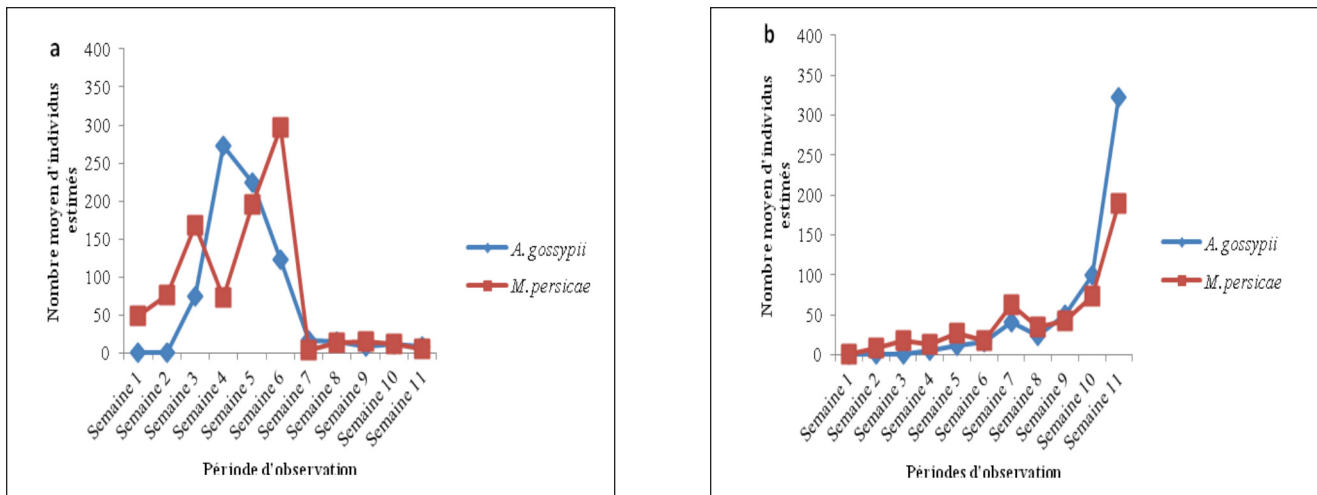 a
400
350
300
250
200
150
100
50
0
Nombre moyen d'individus
estimés
Semaine 1
Semaine 2
Semaine 3
Semaine 4
Semaine 5
Semaine 6
Semaine 7
Semaine 8
Semaine 9
Semaine 10
Semaine 11
Période d'observation
A. gossypii
M. persicae
b
400
350
300
250
200
150
100
50
0
Nombre moyen d'individus
estimés
Semaine 1
Semaine 2
Semaine 3
Semaine 4
Semaine 5
Semaine 6
Semaine 7
Semaine 8
Semaine 9
Semaine 10
Semaine 11
Périodes d'observation
A. gossypii
M. persicae